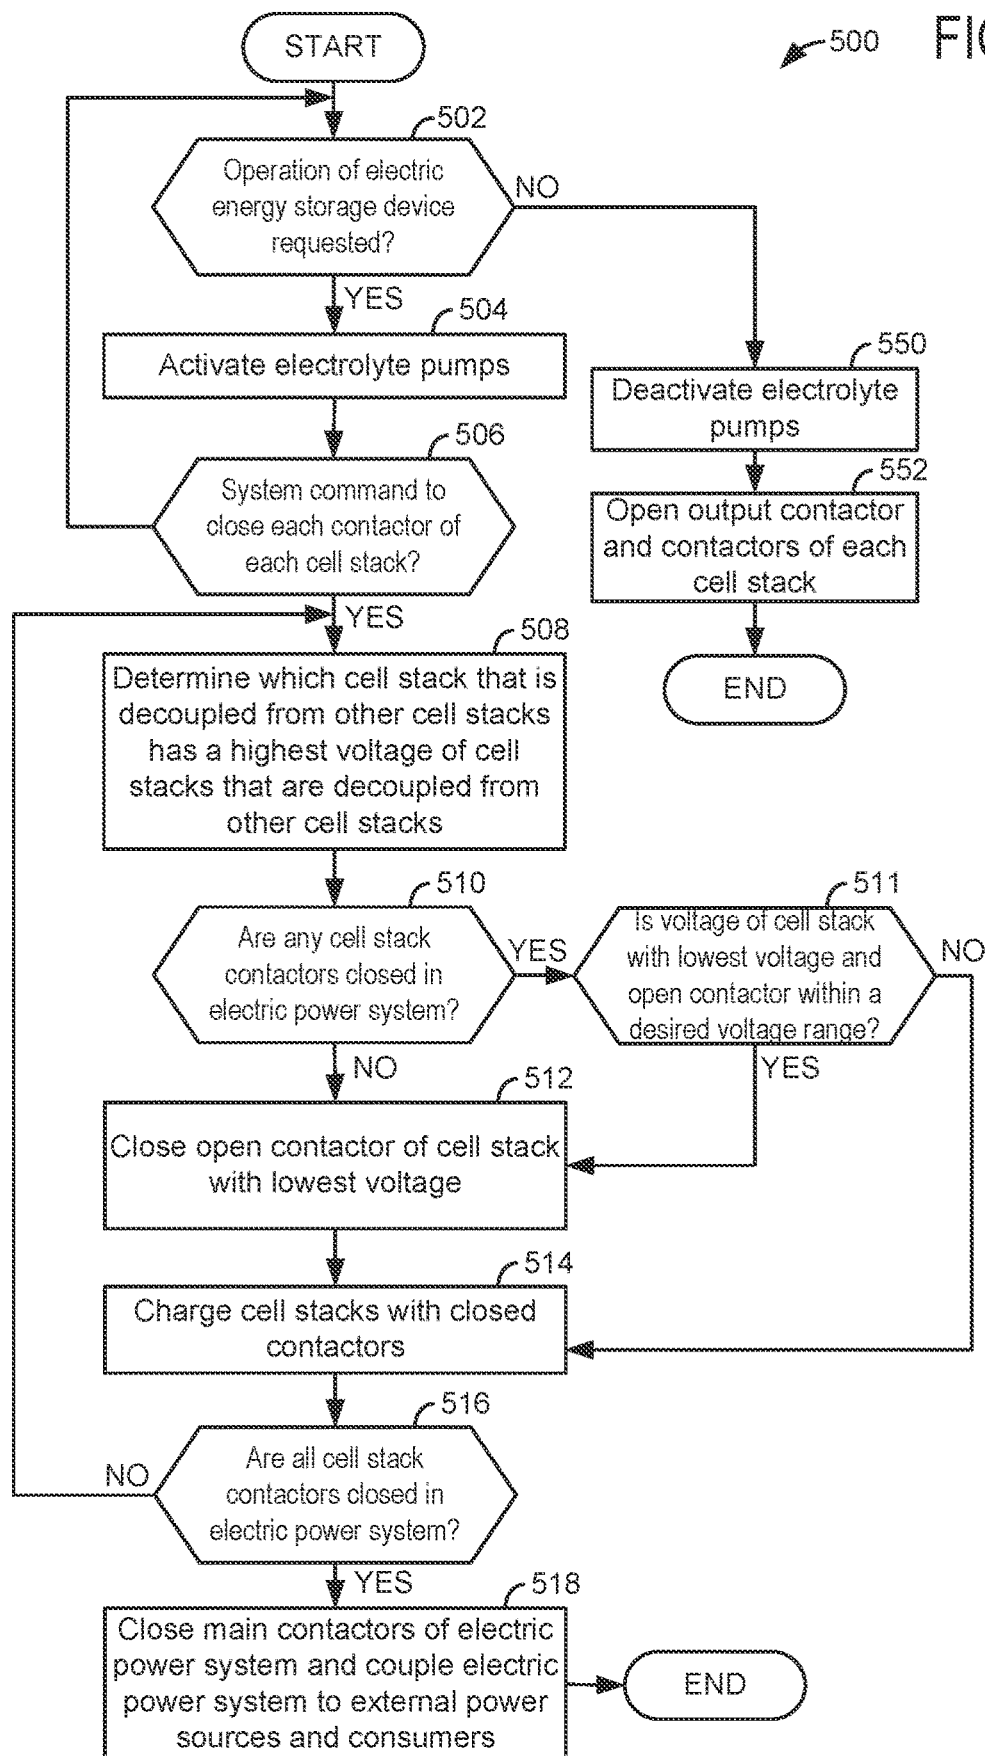 START
500
FIG
502
Operation of electric
energy storage device
requested?
NO
YES
504
Activate electrolyte pumps
550
Deactivate electrolyte
pumps
506
System command to
close each contactor of
each cell stack?
552
Open output contactor
and contactors of each
cell stack
YES
END
508
Determine which cell stack that is
decoupled from other cell stacks
has a highest voltage of cell
stacks that are decoupled from
other cell stacks
510
Are any cell stack
contactors closed in
electric power system?
YES
511
Is voltage of cell stack
with lowest voltage and
open contactor within a
desired voltage range?
NO
NO
YES
512
Close open contactor of cell stack
with lowest voltage
514
Charge cell stacks with closed
contactors
516
Are all cell stack
contactors closed in
electric power system?
NO
YES
518
Close main contactors of electric
power system and couple electric
power system to external power
sources and consumers
END